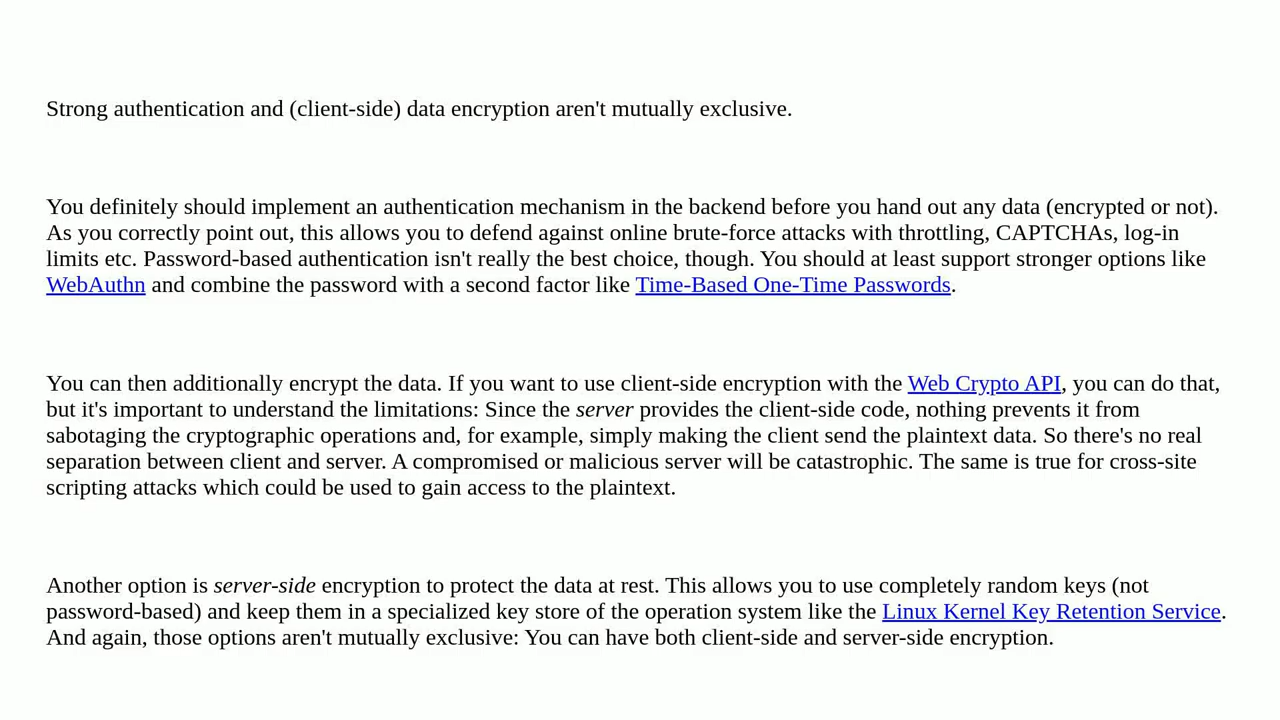 Strong authentication and (client-side) data encryption aren't mutually exclusive.
You definitely should implement an authentication mechanism in the backend before you hand out any data (encrypted or not).
As you correctly point out, this allows you to defend against online brute-force attacks with throttling, CAPTCHAs, log-in
limits etc. Password-based authentication isn't really the best choice, though. You should at least support stronger options like
WebAuthn and combine the password with a second factor like Time-Based One-Time Passwords.
You can then additionally encrypt the data. If you want to use client-side encryption with the Web Crypto API, you can do that,
but it's important to understand the limitations: Since the server provides the client-side code, nothing prevents it from
sabotaging the cryptographic operations and, for example, simply making the client send the plaintext data. So there's no real
separation between client and server. A compromised or malicious server will be catastrophic. The same is true for cross-site
scripting attacks which could be used to gain access to the plaintext.
Another option is server-side encryption to protect the data at rest. This allows you to use completely random keys (not
password-based) and keep them in a specialized key store of the operation system like the Linux Kernel Key Retention Service.
And again, those options aren't mutually exclusive: You can have both client-side and server-side encryption.